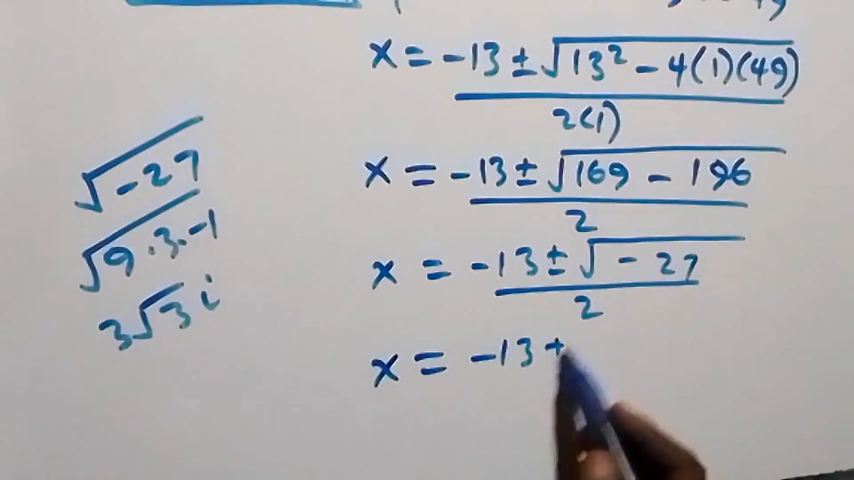 √-27
√9·3·-1
3√3 i
x = -13 ± √13² - 4(1)(49)
2(1)
x = -13 ± √169 - 196
2
x = -13 ± √-27
2
x = -13 +